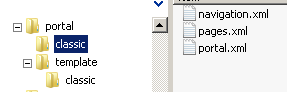 portal
classic
template
classic
navigation.xml
pages.xml
portal.xml